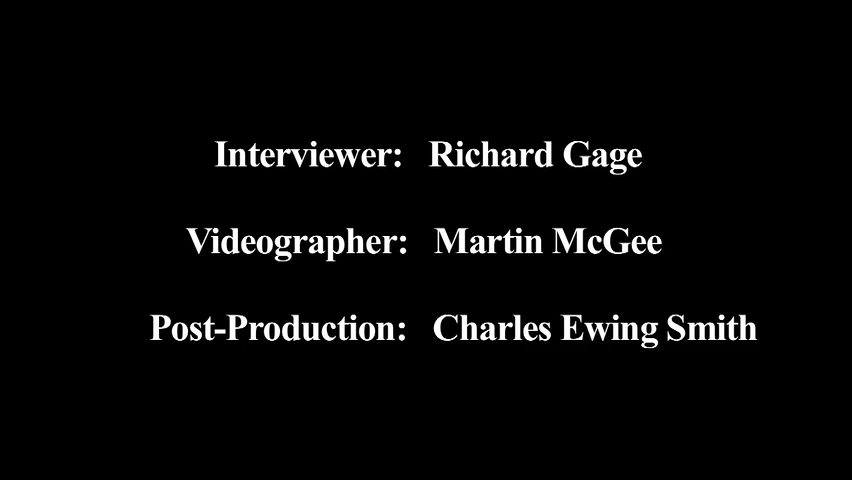 Interviewer: Richard Gage
Videographer: Martin McGee
Post-Production: Charles Ewing Smith